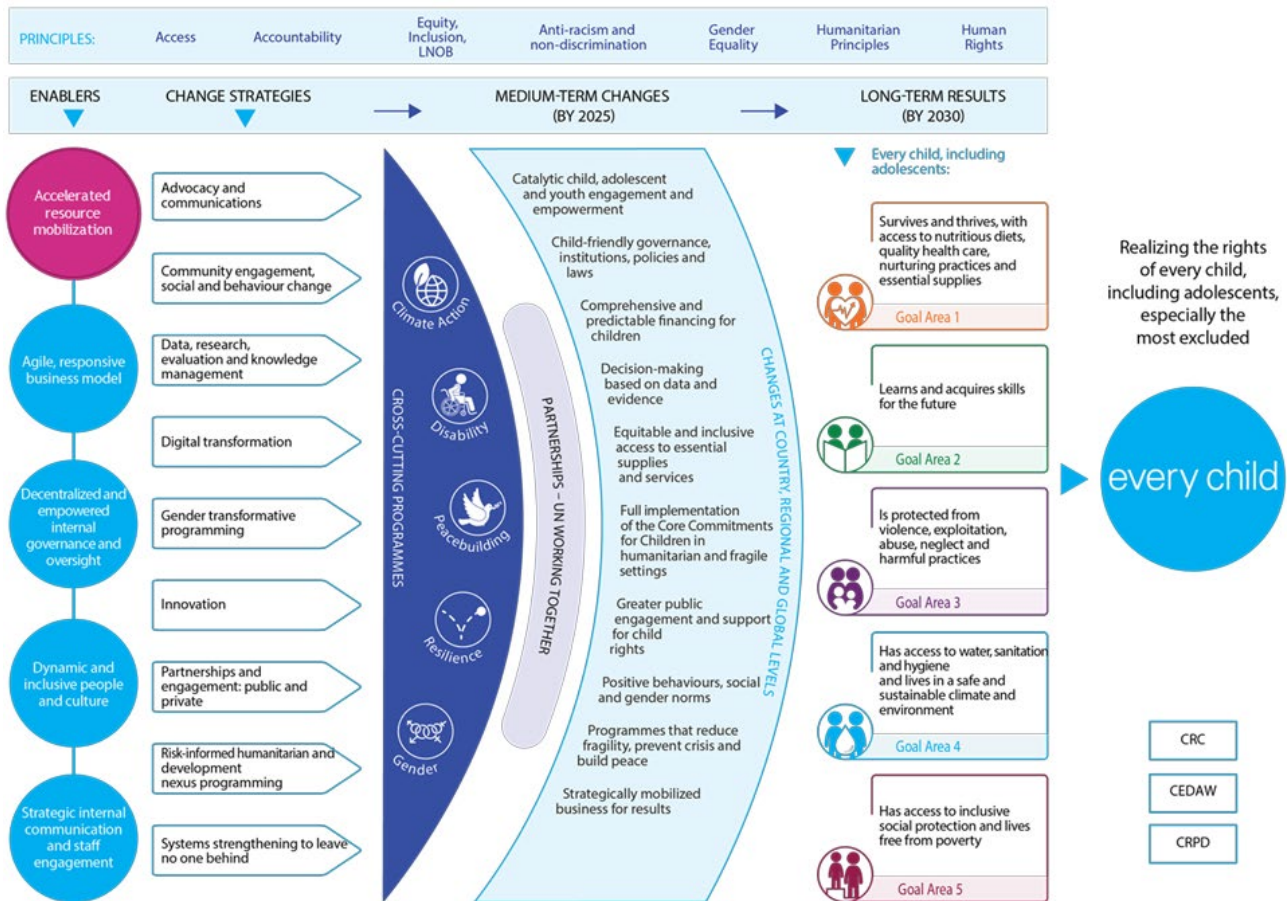 PRINCIPLES:
Access
Accountability
Equity,
Inclusion,
LNOB
Anti-racism and
non-discrimination
Gender
Equality
Humanitarian
Principles
Human
Rights
ENABLERS
CHANGE STRATEGIES
MEDIUM-TERM CHANGES
(BY 2025)
LONG-TERM RESULTS
(BY 2030)
Accelerated
resource
mobilization
Agile, responsive
business model
Decentralized and
empowered
internal
governance and
oversight
Dynamic and
inclusive people
and culture
Strategic internal
communication
and staff
engagement
Advocacy and
communications
Community engagement,
social and behaviour change
Data, research,
evaluation and knowledge
management
Digital transformation
Gender transformative
programming
Innovation
Partnerships and
engagement: public and
private
Risk-informed humanitarian and
development
nexus programming
Systems strengthening to leave
no one behind
CROSS-CUTTING PROGRAMMES
Climate Action
Disability
Peacebuilding
Resilience
Gender
PARTNERSHIPS – UN WORKING TOGETHER
Catalytic child, adolescent
and youth engagement and
empowerment
Child-friendly governance,
institutions, policies and
laws
Comprehensive and
predictable financing for
children
Decision-making
based on data and
evidence
Equitable and inclusive
access to essential
supplies
and services
Full implementation
of the Core Commitments
for Children in
humanitarian and fragile
settings
Greater public
engagement and support
for child
rights
Positive behaviours, social
and gender norms
Programmes that reduce
fragility, prevent crisis and
build peace
Strategically mobilized
business for results
CHANGES AT COUNTRY, REGIONAL AND GLOBAL LEVELS
Every child, including
adolescents:
Survives and thrives, with
access to nutritious diets,
quality health care,
nurturing practices and
essential supplies
Goal Area 1
Learns and acquires skills
for the future
Goal Area 2
Is protected from
violence, exploitation,
abuse, neglect and
harmful practices
Goal Area 3
Has access to water, sanitation
and hygiene
and lives in a safe and
sustainable climate and
environment
Goal Area 4
Has access to inclusive
social protection and lives
free from poverty
Goal Area 5
Realizing the rights
of every child,
including adolescents,
especially the
most excluded
every child
CRC
CEDAW
CRPD